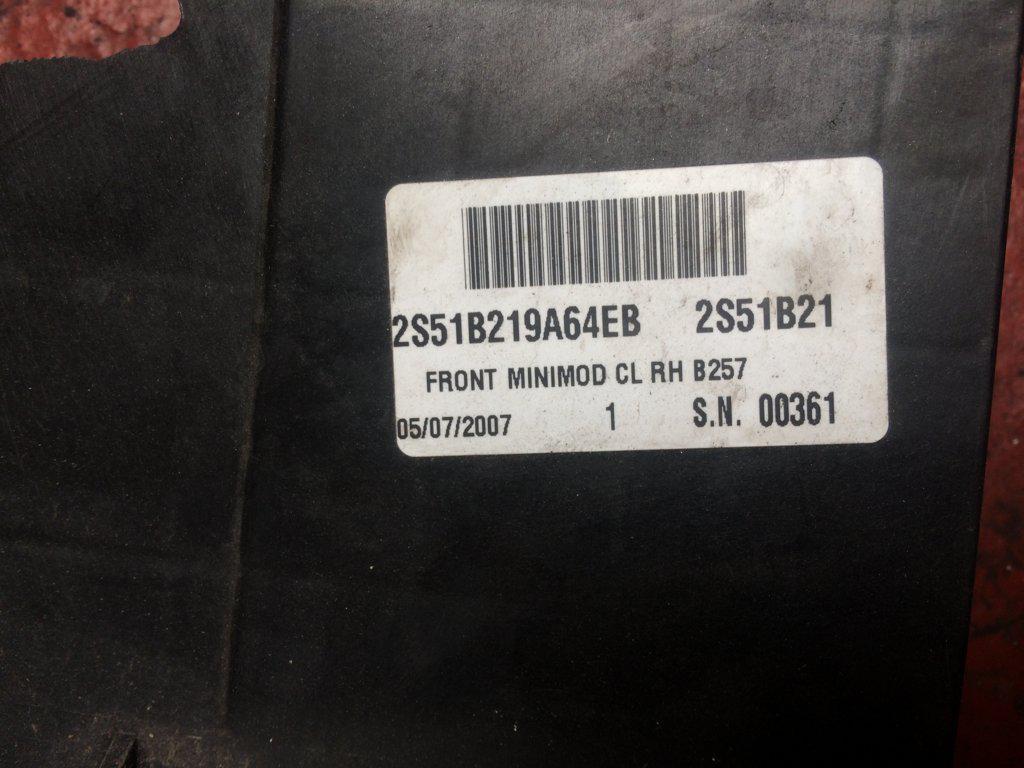 2S51B219A64EB 2S51B21
FRONT MINIMOD CL RH B257
05/07/2007 1 S.N. 00361